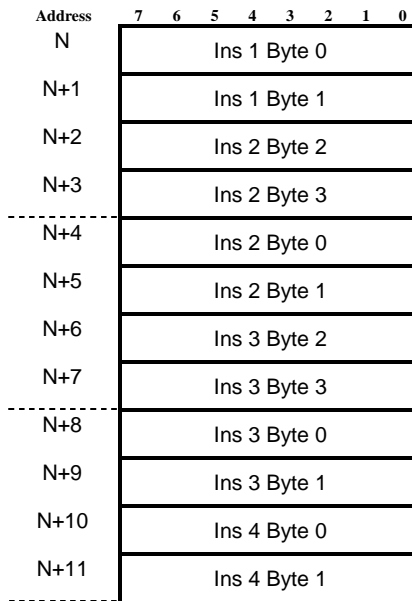 Address 7 6 5 4 3 2 1 0
N Ins 1 Byte 0
N+1 Ins 1 Byte 1
N+2 Ins 2 Byte 2
N+3 Ins 2 Byte 3
N+4 Ins 2 Byte 0
N+5 Ins 2 Byte 1
N+6 Ins 3 Byte 2
N+7 Ins 3 Byte 3
N+8 Ins 3 Byte 0
N+9 Ins 3 Byte 1
N+10 Ins 4 Byte 0
N+11 Ins 4 Byte 1